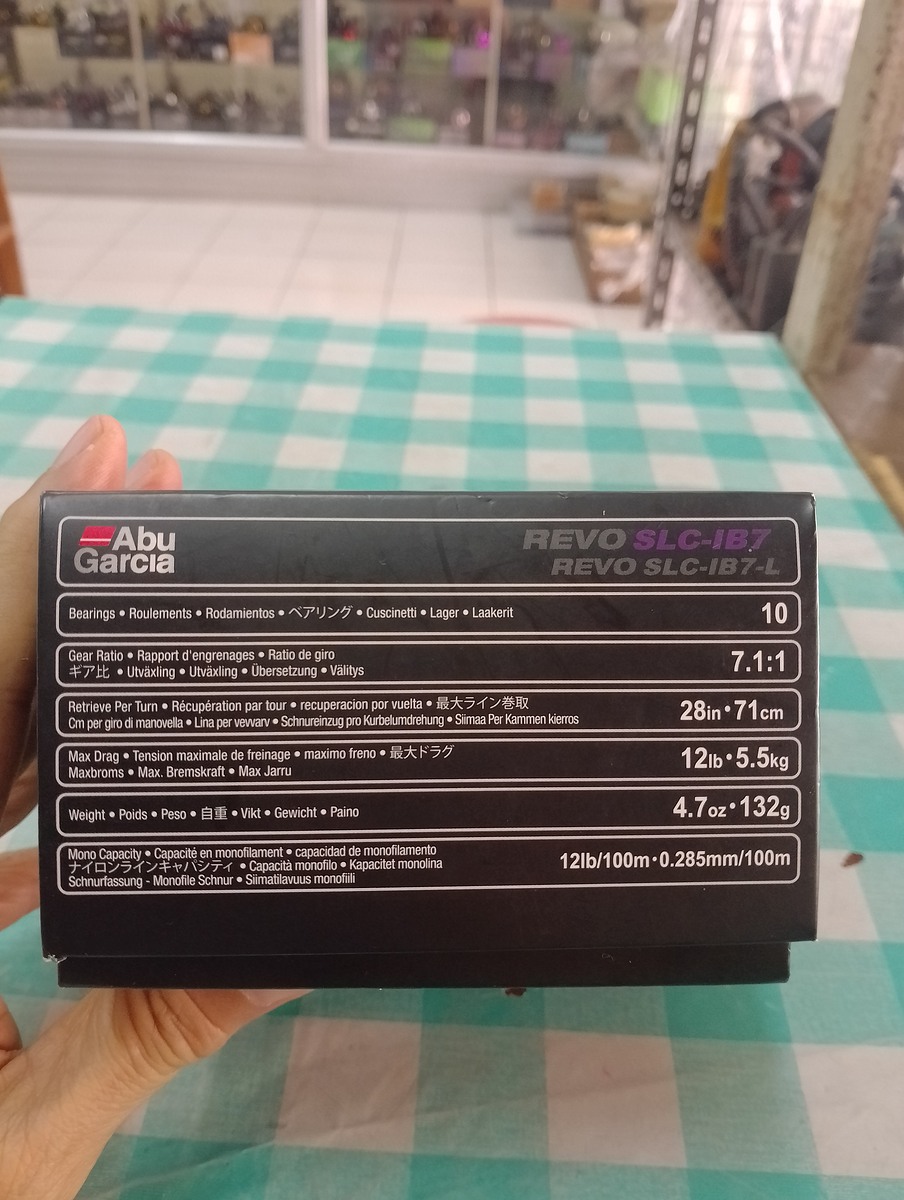 Abu
Garcia
REVO SLC-IB7
REVO SLC-IB7-L
Bearings • Roulements • Rodamientos • ベアリング • Cuscinetti • Lager • Laakerit
10
Gear Ratio • Rapport d'engrenages • Ratio de giro
ギア比 • Utväxling • Utväxling • Übersetzung • Välitys
7.1:1
Retrieve Per Turn • Récupération par tour • recuperacion por vuelta • 最大ライン巻取
Cm per giro di manovella • Lina per vevvarv • Schnureinzug pro Kurbelumdrehung • Siimaa Per Kammen kierros
28in•71cm
Max Drag • Tension maximale de freinage • maximo freno • 最大ドラグ
Maxbroms • Max. Bremskraft • Max Jarru
12lb•5.5kg
Weight • Poids • Peso • 自重 • Vikt • Gewicht • Paino
4.7oz•132g
Mono Capacity • Capacité en monofilament • capacidad de monofilamento
ナイロンラインキャパシティ • Capacità monofilo • Kapacitet monolina
Schnurfassung - Monofile Schnur • Siimatilavuus monofiili
12lb/100m•0.285mm/100m